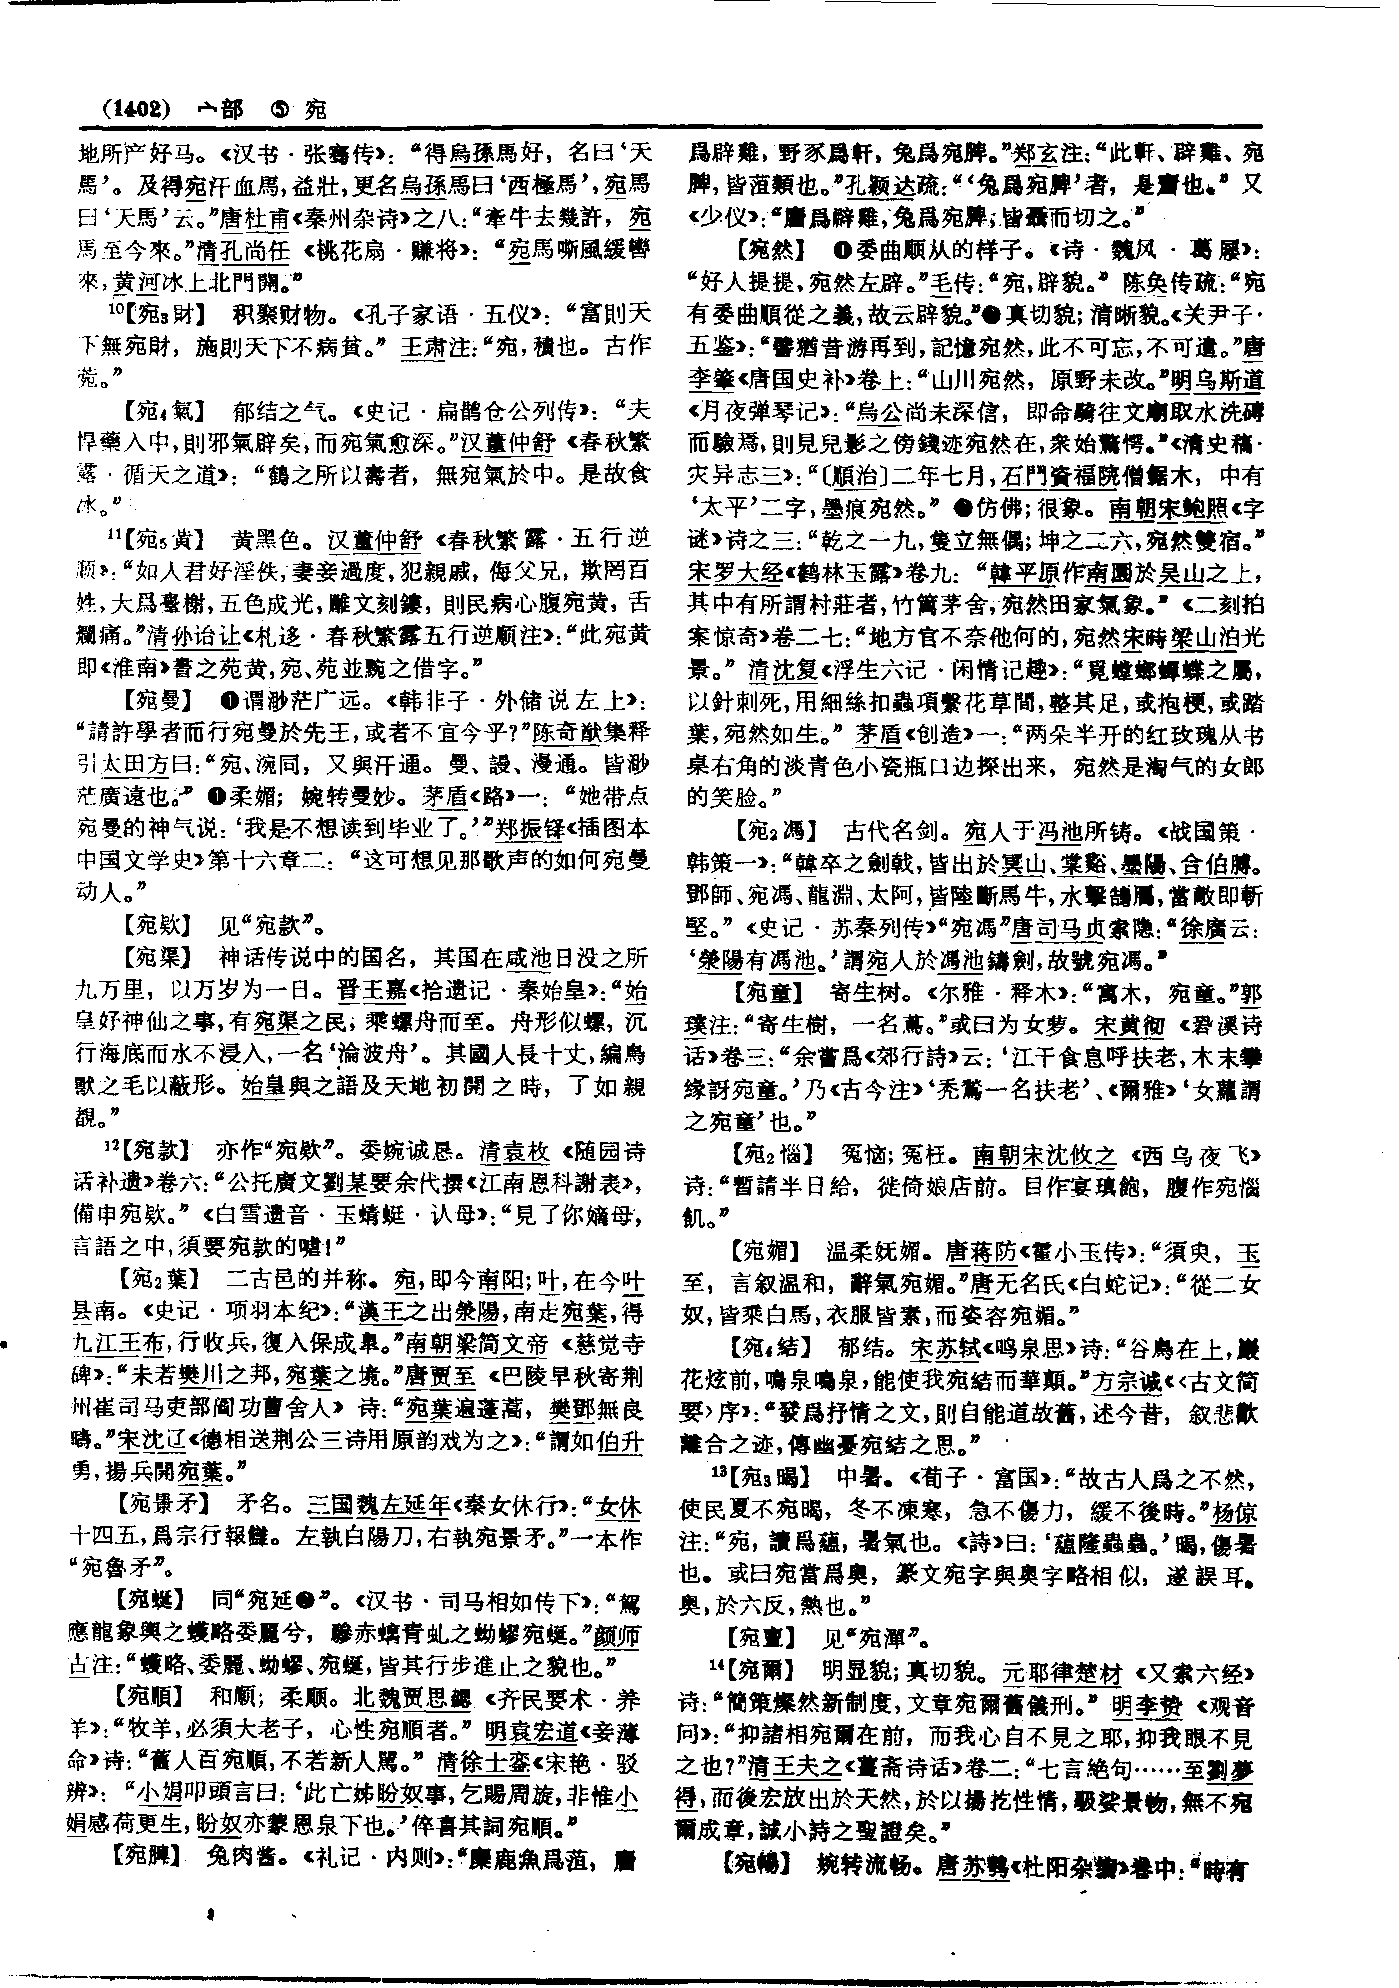 (1402) 宀部 ⑤ 宛
地所产好马。《汉书·张骞传》：“得烏孫馬好，名曰‘天
馬’。及得宛汗血馬，益壯，更名烏孫馬曰‘西極馬’，宛馬
曰‘天馬’云。”唐杜甫《秦州杂诗》之八：“牽牛去幾許，宛
馬至今來。”清孔尚任《桃花扇·赚将》：“宛馬嘶風緩轡
來，黄河冰上北門開。”
10【宛3財】 积聚财物。《孔子家语·五仪》：“富則天
下無宛財，施則天下不病貧。”王肃注：“宛，積也。古作
菀。”
【宛4氣】 郁结之气。《史记·扁鹊仓公列传》：“夫
悍藥入中，則邪氣辟矣，而宛氣愈深。”汉董仲舒《春秋繁
露·循天之道》：“鶴之所以壽者，無宛氣於中。是故食
冰。”
11【宛5黄】 黄黑色。汉董仲舒《春秋繁露·五行逆
顺》：“如人君好淫佚，妻妾過度，犯親戚，侮父兄，欺罔百
姓，大爲臺榭，五色成光，雕文刻鏤，則民病心腹宛黄，舌
爛痛。”清孙诒让《札迻·春秋繁露五行逆顺注》：“此宛黄
即《淮南》書之苑黄，宛、苑並䵫之借字。”
【宛曼】 ❶谓渺茫广远。《韩非子·外储说左上》：
“請許學者而行宛曼於先王，或者不宜今乎？”陈奇猷集释
引太田方曰：“宛、涴同，又與汗通。曼、謾、漫通。皆渺
茫廣遠也。”❶柔媚；婉转曼妙。茅盾《路》一：“她带点
宛曼的神气说：‘我是不想读到毕业了。’”郑振铎《插图本
中国文学史》第十六章二：“这可想见那歌声的如何宛曼
动人。”
【宛欵】 见“宛款”。
【宛渠】 神话传说中的国名，其国在咸池日没之所
九万里，以万岁为一日。晋王嘉《拾遗记·秦始皇》：“始
皇好神仙之事，有宛渠之民，乘螺舟而至。舟形似螺，沉
行海底而水不浸入，一名‘淪波舟’。其國人長十丈，編鳥
獸之毛以蔽形。始皇與之語及天地初開之時，了如親
覩。”
12【宛款】 亦作“宛欵”。委婉诚恳。清袁枚《随园诗
话补遗》卷六：“公托廣文劉某要余代撰《江南恩科謝表》，
備申宛欵。”《白雪遗音·玉蜻蜓·认母》：“見了你嫡母，
言語之中，須要宛款的嚧！”
【宛2葉】 二古邑的并称。宛，即今南阳；叶，在今叶
县南。《史记·项羽本纪》：“漢王之出滎陽，南走宛葉，得
九江王布，行收兵，復入保成皋。”南朝梁简文帝《慈觉寺
碑》：“未若樊川之邦，宛葉之境。”唐贾至《巴陵早秋寄荆
州崔司马吏部阎功曹舍人》诗：“宛葉遍蓬蒿，樊鄧無良
疇。”宋沈辽《德相送荆公三诗用原韵戏为之》：“謂如伯升
勇，揚兵開宛葉。”
【宛景矛】 矛名。三国魏左延年《秦女休行》：“女休
十四五，爲宗行報讎。左執白陽刀，右執宛景矛。”一本作
“宛魯矛”。
【宛蜒】 同“宛延❷”。《汉书·司马相如传下》：“駕
應龍象輿之蠖略委麗兮，驂赤螭青虬之蚴蟉宛蜒。”颜师
古注：“蠖略、委麗、蚴蟉、宛蜒，皆其行步進止之貌也。”
【宛順】 和顺；柔顺。北魏贾思勰《齐民要术·养
羊》：“牧羊，必須大老子，心性宛順者。”明袁宏道《妾薄
命》诗：“舊人百宛順，不若新人駡。”清徐士銮《宋艳·驳
辨》：“小娟叩頭言曰：‘此亡姊盼奴事，乞賜周旋，非惟小
娟感荷更生，盼奴亦蒙恩泉下也。’倅喜其詞宛順。”
【宛脾】 兔肉酱。《礼记·内则》：“麋鹿魚爲菹，麕
爲辟雞，野豕爲軒，兔爲宛脾。”郑玄注：“此軒、辟雞、宛
脾，皆菹類也。”孔颖达疏：“‘兔爲宛脾’者，是齏也。”又
《少仪》：“麕爲辟雞，兔爲宛脾，皆聶而切之。”
【宛然】 ❶委曲顺从的样子。《诗·魏风·葛屦》：
“好人提提，宛然左辟。”毛传：“宛，辟貌。”陈奂传疏：“宛
有委曲順從之義，故云辟貌。”❷真切貌；清晰貌。《关尹子·
五鉴》：“譬猶昔游再到，記憶宛然，此不可忘，不可遣。”唐
李肇《唐国史补》卷上：“山川宛然，原野未改。”明乌斯道
《月夜弹琴记》：“烏公尚未深信，即命騎往文廟取水洗磚
而驗焉，則見兒影之傍錢迹宛然在，衆始驚愕。”《清史稿·
灾异志三》：“〔順治〕二年七月，石門資福院僧鋸木，中有
‘太平’二字，墨痕宛然。”❸仿佛；很象。南朝宋鲍照《字
谜》诗之三：“乾之一九，隻立無偶；坤之二六，宛然雙宿。”
宋罗大经《鹤林玉露》卷九：“韓平原作南園於吴山之上，
其中有所謂村莊者，竹籬茅舍，宛然田家氣象。”《二刻拍
案惊奇》卷二七：“地方官不奈他何的，宛然宋時梁山泊光
景。”清沈复《浮生六记·闲情记趣》：“覓螳螂蟬蝶之屬，
以針刺死，用細絲扣蟲項繫花草間，整其足，或抱梗，或踏
葉，宛然如生。”茅盾《创造》一：“两朵半开的红玫瑰从书
桌右角的淡青色小瓷瓶口边探出来，宛然是淘气的女郎
的笑脸。”
【宛2馮】 古代名剑。宛人于冯池所铸。《战国策·
韩策一》：“韓卒之劍戟，皆出於冥山、棠谿、墨陽、合伯膊。
鄧師、宛馮、龍淵、太阿，皆陸斷馬牛，水擊鵠鴈，當敵即斬
堅。”《史记·苏秦列传》“宛馮”唐司马贞索隐：“徐廣云：
‘滎陽有馮池。’謂宛人於馮池鑄劍，故號宛馮。”
【宛童】 寄生树。《尔雅·释木》：“寓木，宛童。”郭
璞注：“寄生樹，一名蔦。”或曰为女萝。宋黄彻《䂬溪诗
话》卷三：“余嘗爲《郊行詩》云：‘江干食息呼扶老，木末攀
缘訝宛童。’乃《古今注》‘秃鶖一名扶老’、《爾雅》‘女蘿謂
之宛童’也。”
【宛2惱】 冤恼；冤枉。南朝宋沈攸之《西乌夜飞》
诗：“暫請半日給，徙倚娘店前。目作宴瑱飽，腹作宛惱
飢。”
【宛媚】 温柔妩媚。唐蒋防《霍小玉传》：“須臾，玉
至，言叙温和，辭氣宛媚。”唐无名氏《白蛇记》：“從二女
奴，皆乘白馬，衣服皆素，而姿容宛媚。”
【宛4結】 郁结。宋苏轼《鸣泉思》诗：“谷鳥在上，巖
花炫前，鳴泉鳴泉，能使我宛結而華顛。”方宗诚《〈古文简
要〉序》：“發爲抒情之文，則自能道故舊，述今昔，叙悲歡
離合之迹，傳幽憂宛結之思。”
13【宛3暍】 中暑。《荀子·富国》：“故古人爲之不然，
使民夏不宛暍，冬不凍寒，急不傷力，緩不後時。”杨倞
注：“宛，讀爲藴，暑氣也。《詩》曰：‘藴隆蟲蟲。’暍，傷暑
也。或曰宛當爲奥，篆文宛字與奥字略相似，遂誤耳。
奥，於六反，熱也。”
【宛亶】 见“宛潬”。
14【宛爾】 明显貌；真切貌。元耶律楚材《又索六经》
诗：“簡策燦然新制度，文章宛爾舊儀刑。”明李贽《观音
问》：“抑諸相宛爾在前，而我心自不見之耶，抑我眼不見
之也？”清王夫之《薑斋诗话》卷二：“七言絶句……至劉夢
得，而後宏放出於天然，於以揚扢性情，馺娑景物，無不宛
爾成章，誠小詩之聖證矣。”
【宛暢】 婉转流畅。唐苏鹗《杜阳杂编》卷中：“時有